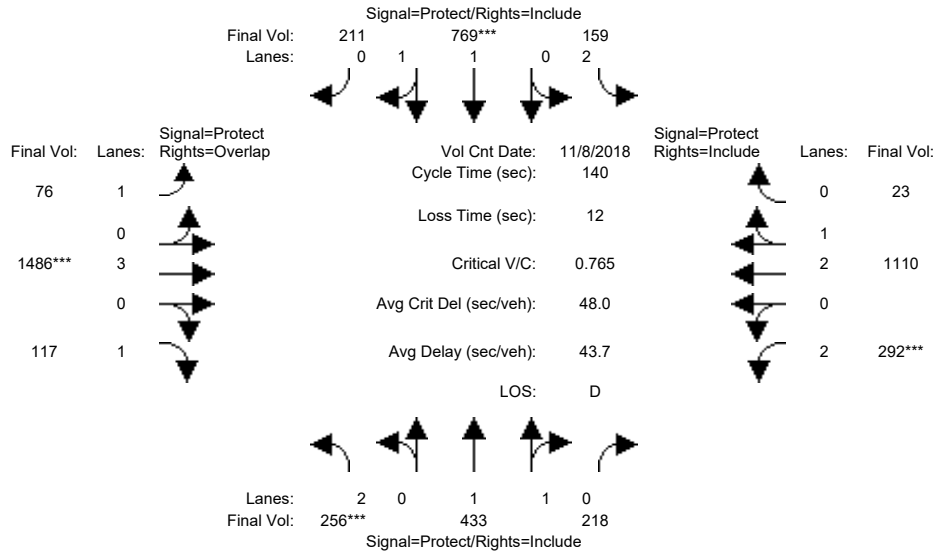 Signal=Protect/Rights=Include
Final Vol: 211 769*** 159
Lanes: 0 1 1 0 2
Signal=Protect
Final Vol: Lanes: Rights=Overlap
Vol Cnt Date: 11/8/2018
Signal=Protect
Rights=Include Lanes: Final Vol:
Cycle Time (sec): 140
76 1
0 23
Loss Time (sec): 12
0
1
1486*** 3
Critical V/C: 0.765
2 1110
0
Avg Crit Del (sec/veh): 48.0
0
117 1
Avg Delay (sec/veh): 43.7
2 292***
LOS: D
Lanes: 2 0 1 1 0
Final Vol: 256*** 433 218
Signal=Protect/Rights=Include